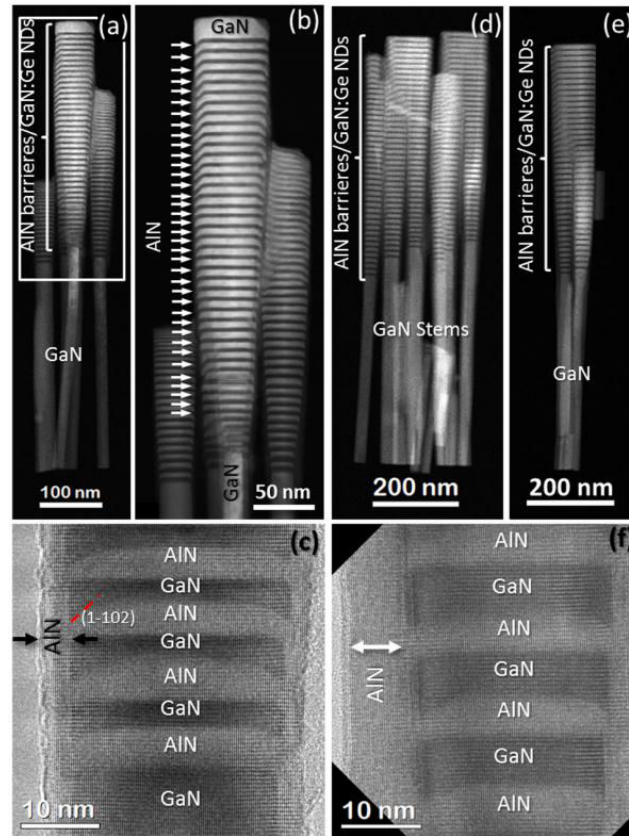 (a)
AlN barrieres/GaN:Ge NDs
GaN
100 nm
(b)
GaN
AlN
GaN
50 nm
(d)
AlN barrieres/GaN:Ge NDs
GaN Stems
200 nm
(e)
AlN barrieres/GaN:Ge NDs
GaN
200 nm
(c)
AlN
GaN
(1-102)
AlN
AlN
GaN
AlN
GaN
AlN
GaN
10 nm
(f)
AlN
GaN
AlN
AlN
GaN
AlN
GaN
AlN
10 nm